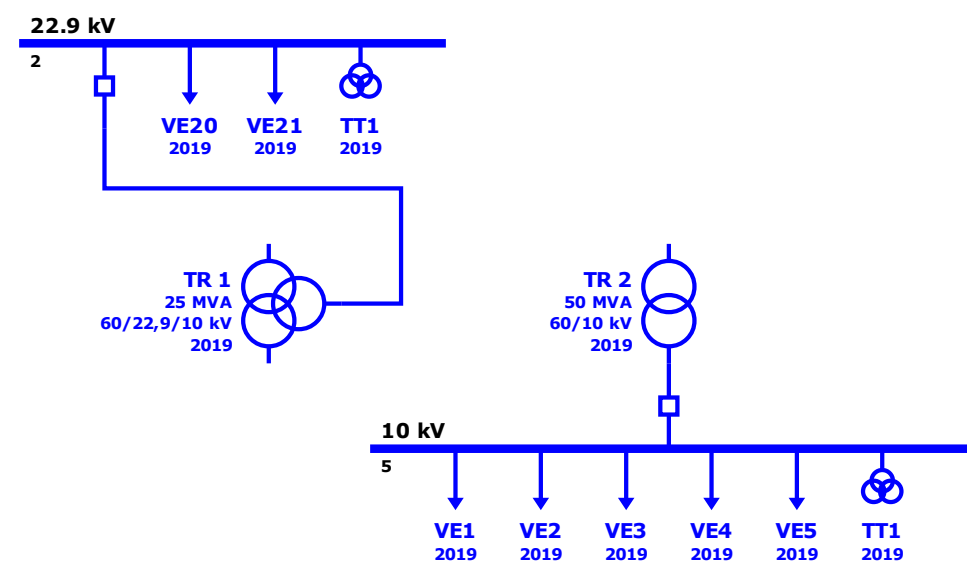 22.9 kV
2
VE20
2019
VE21
2019
TT1
2019
TR 1
25 MVA
60/22,9/10 kV
2019
TR 2
50 MVA
60/10 kV
2019
10 kV
5
VE1
2019
VE2
2019
VE3
2019
VE4
2019
VE5
2019
TT1
2019